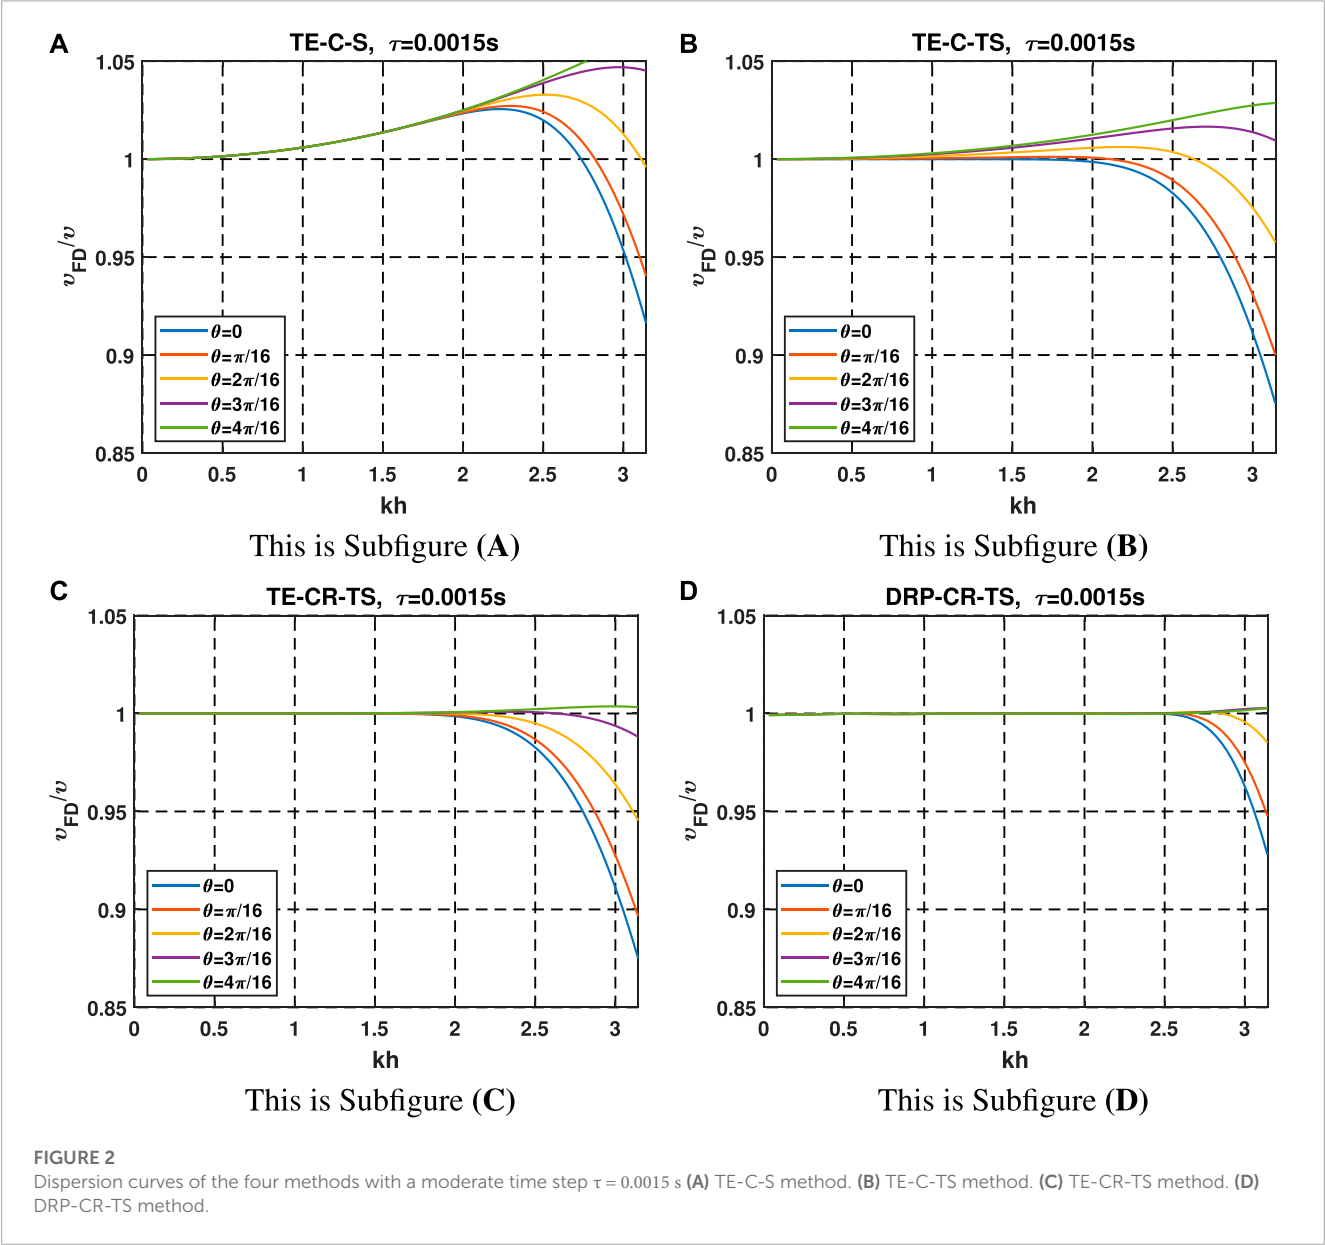 A
TE-C-S, τ=0.0015s
1.05
1
0.95
0.9
0.85
v_FD/v
θ=0
θ=π/16
θ=2π/16
θ=3π/16
θ=4π/16
0 0.5 1 1.5 2 2.5 3
kh
This is Subfigure (A)
B
TE-C-TS, τ=0.0015s
1.05
1
0.95
0.9
0.85
v_FD/v
θ=0
θ=π/16
θ=2π/16
θ=3π/16
θ=4π/16
0 0.5 1 1.5 2 2.5 3
kh
This is Subfigure (B)
C
TE-CR-TS, τ=0.0015s
1.05
1
0.95
0.9
0.85
v_FD/v
θ=0
θ=π/16
θ=2π/16
θ=3π/16
θ=4π/16
0 0.5 1 1.5 2 2.5 3
kh
This is Subfigure (C)
D
DRP-CR-TS, τ=0.0015s
1.05
1
0.95
0.9
0.85
v_FD/v
θ=0
θ=π/16
θ=2π/16
θ=3π/16
θ=4π/16
0 0.5 1 1.5 2 2.5 3
kh
This is Subfigure (D)
FIGURE 2
Dispersion curves of the four methods with a moderate time step τ = 0.0015 s (A) TE-C-S method. (B) TE-C-TS method. (C) TE-CR-TS method. (D)
DRP-CR-TS method.